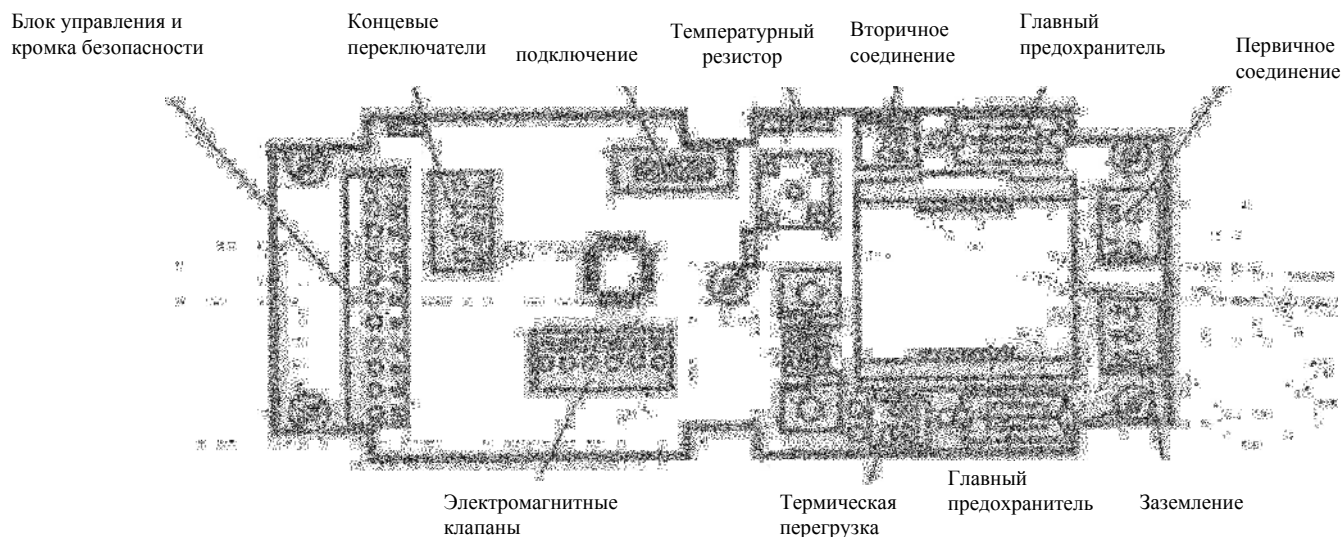 Блок управления и
кромка безопасности
Концевые
переключатели
подключение
Температурный
резистор
Вторичное
соединение
Главный
предохранитель
Первичное
соединение
Электромагнитные
клапаны
Термическая
перегрузка
Главный
предохранитель
Заземление